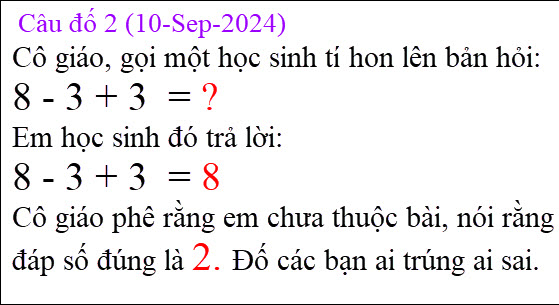 Câu đố 2 (10-Sep-2024)
Cô giáo, gọi một học sinh tí hon lên bản hỏi:
8 - 3 + 3 = ?
Em học sinh đó trả lời:
8 - 3 + 3 = 8
Cô giáo phê rằng em chưa thuộc bài, nói rằng
đáp số đúng là 2. Đố các bạn ai trúng ai sai.